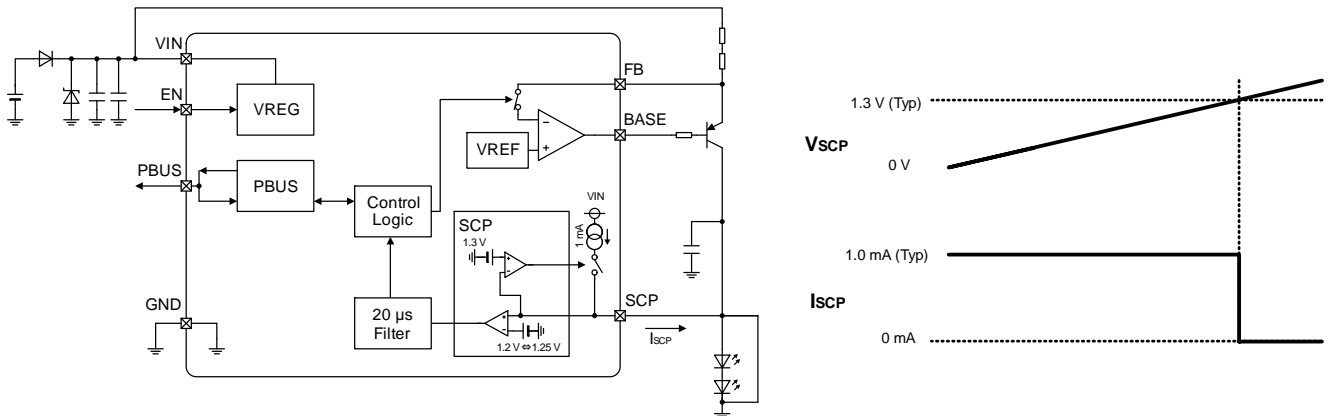 VIN
EN
VREG
PBUS
PBUS
Control
Logic
GND
20 µs
Filter
FB
BASE
VREF
VIN
1 mA
SCP
1.3 V
1.2 V ⇔ 1.25 V
SCP
ISCP
1.3 V (Typ)
VSCP
0 V
1.0 mA (Typ)
ISCP
0 mA